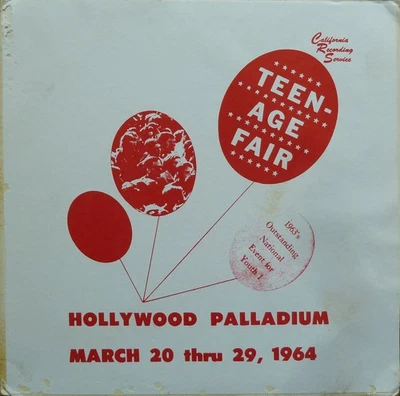 California
Recording
Service
TEEN-
AGE
FAIR
1963's
Outstanding
National
Event for
Youth !
HOLLYWOOD PALLADIUM
MARCH 20 thru 29, 1964